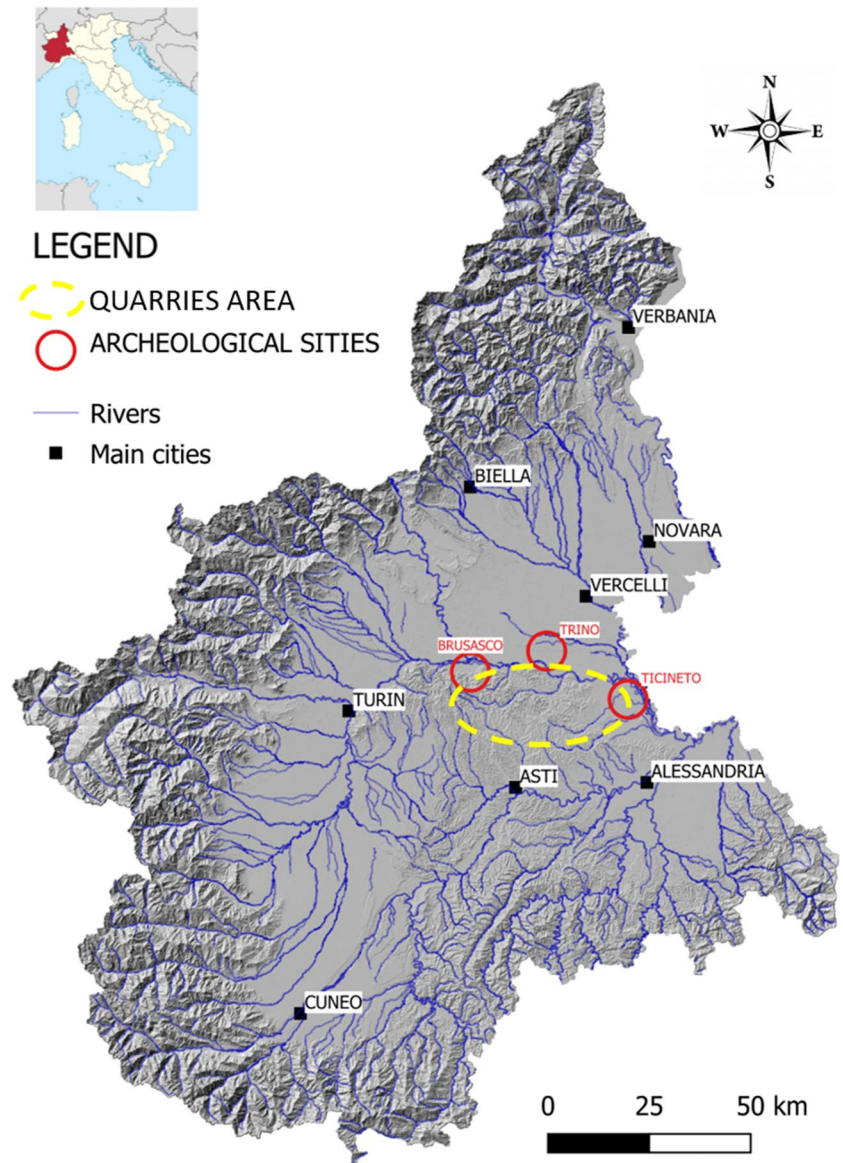 N
W E
S
LEGEND
QUARRIES AREA
ARCHEOLOGICAL SITIES
Rivers
Main cities
VERBANIA
BIELLA
NOVARA
VERCELLI
TRINO
BRUSASCO
TICINETO
TURIN
ASTI
ALESSANDRIA
CUNEO
0 25 50 km